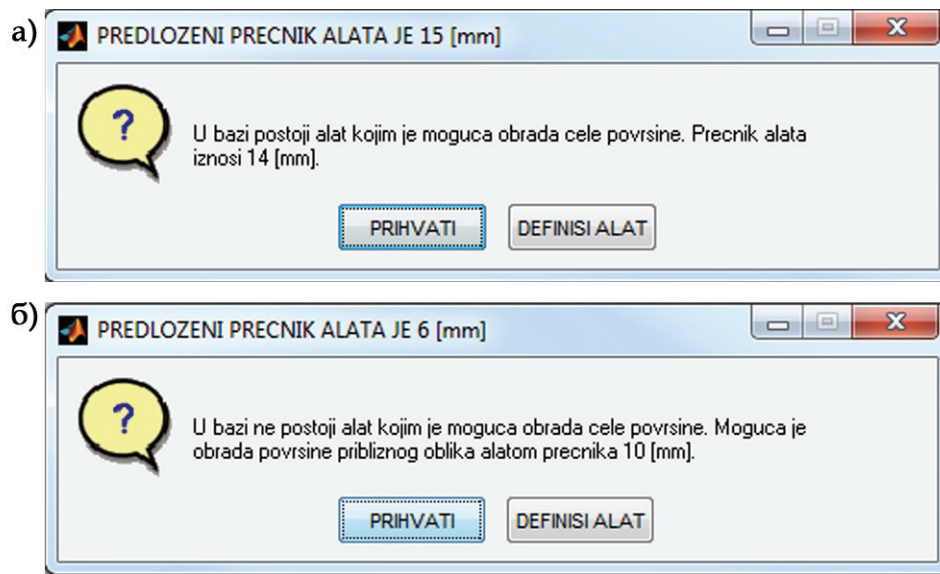 а) PREDLOZENI PRECNIK ALATA JE 15 [mm]
?
U bazi postoji alat kojim je moguca obrada cele povrsine. Precnik alata
iznosi 14 [mm].
PRIHVATI DEFINISI ALAT
б) PREDLOZENI PRECNIK ALATA JE 6 [mm]
?
U bazi ne postoji alat kojim je moguca obrada cele povrsine. Moguca je
obrada povrsine pribliznog oblika alatom precnika 10 [mm].
PRIHVATI DEFINISI ALAT